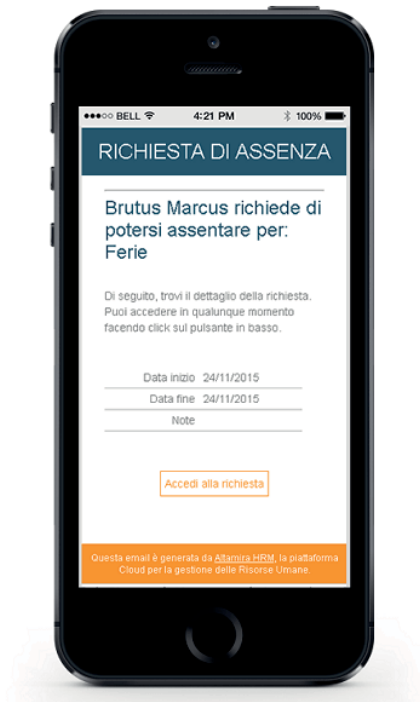 BELL 4:21 PM 100%
RICHIESTA DI ASSENZA
Brutus Marcus richiede di
potersi assentare per:
Ferie
Di seguito, trovi il dettaglio della richiesta.
Puoi accedere in qualunque momento
facendo click sul pulsante in basso.
Data inizio 24/11/2015
Data fine 24/11/2015
Note
Accedi alla richiesta
Questa email è generata da Altamira HRM, la piattaforma
Cloud per la gestione delle Risorse Umane.